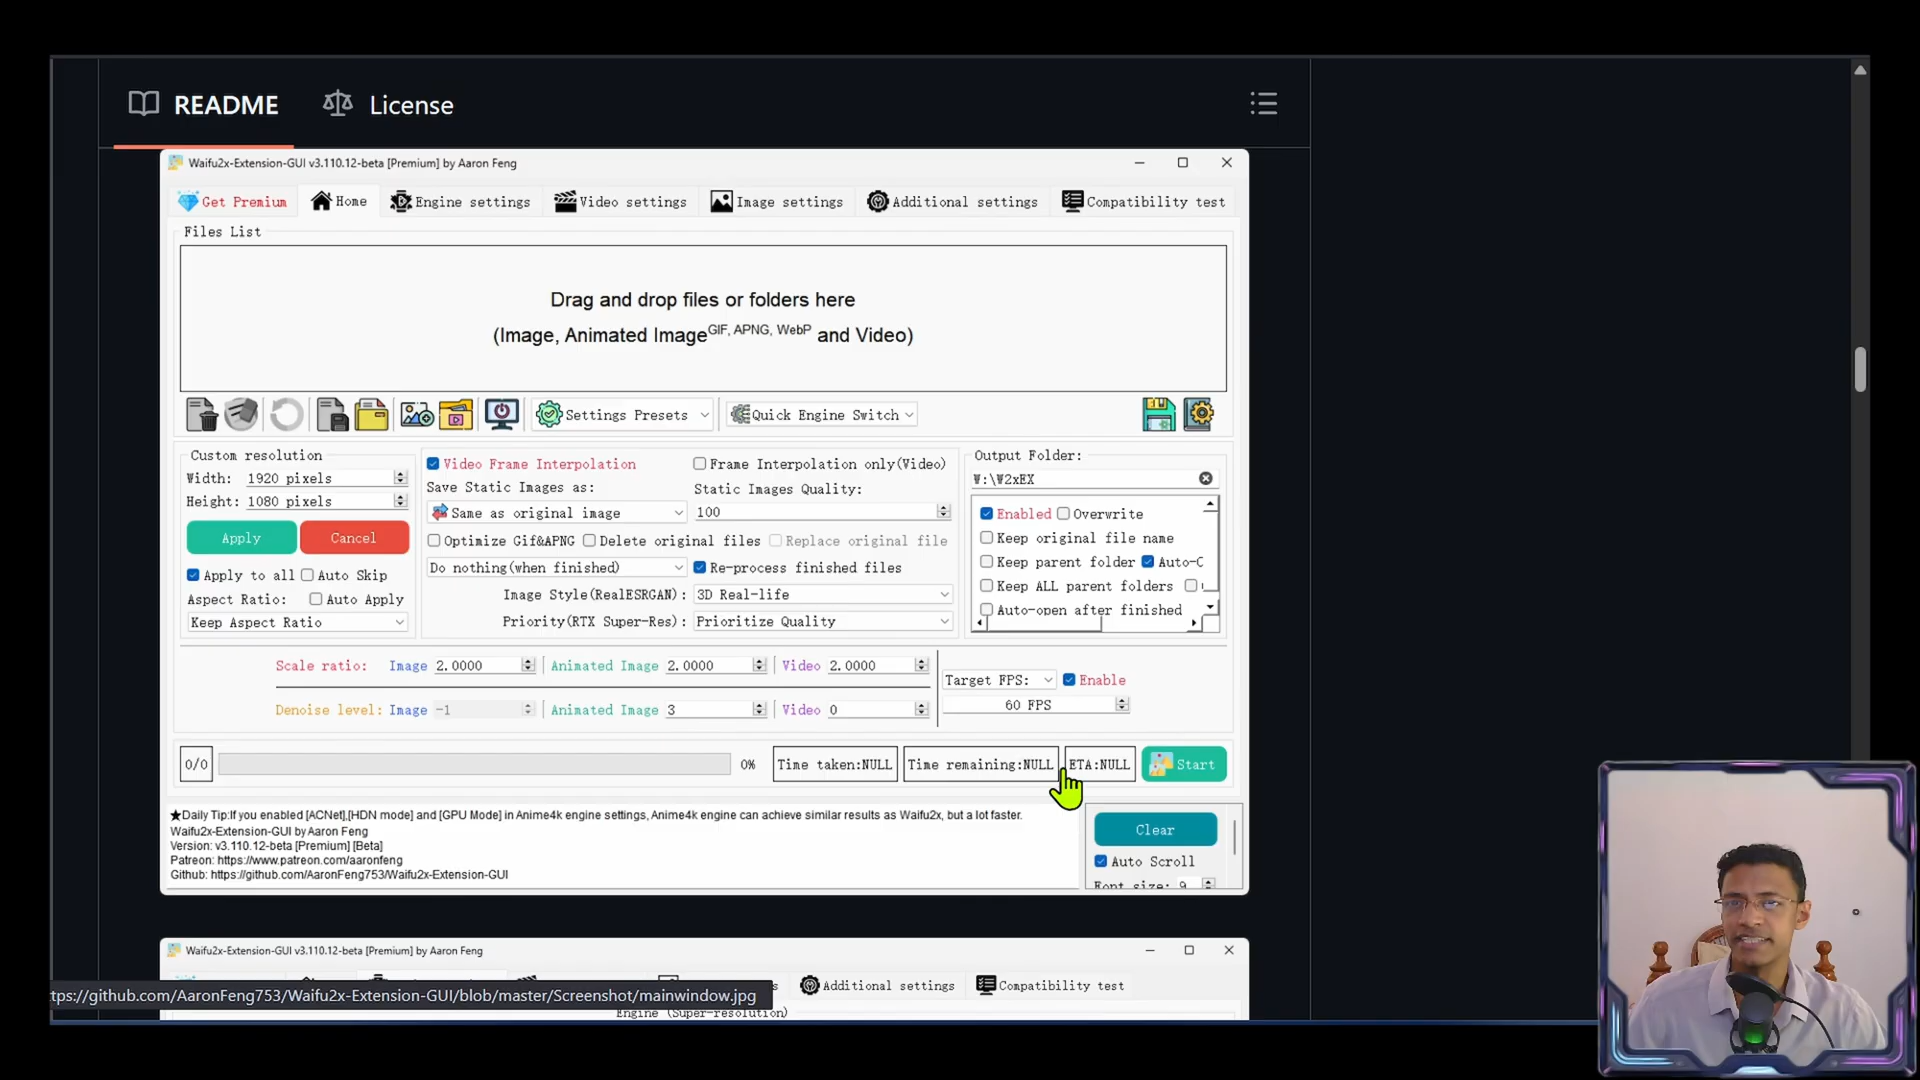 README License
Waifu2x-Extension-GUI v3.110.12-beta [Premium] by Aaron Feng
Get Premium Home Engine settings Video settings Image settings Additional settings Compatibility test
Files List
Drag and drop files or folders here
(Image, Animated Image GIF, APNG, WebP and Video)
Settings Presets Quick Engine Switch
Custom resolution
Width: 1920 pixels
Height: 1080 pixels
Apply Cancel
Apply to all Auto Skip
Aspect Ratio: Auto Apply
Keep Aspect Ratio
Video Frame Interpolation Frame Interpolation only(Video)
Save Static Images as: Static Images Quality:
Same as original image 100
Optimize Gif&APNG Delete original files Replace original file
Do nothing(when finished) Re-process finished files
Image Style(RealESRGAN): 3D Real-life
Priority(RTX Super-Res): Prioritize Quality
Output Folder:
W:\W2xEX
Enabled Overwrite
Keep original file name
Keep parent folder Auto-C
Keep ALL parent folders
Auto-open after finished
Scale ratio: Image 2.0000 Animated Image 2.0000 Video 2.0000
Denoise level: Image -1 Animated Image 3 Video 0
Target FPS: Enable
60 FPS
0/0 0% Time taken:NULL Time remaining:NULL ETA:NULL Start
★Daily Tip:If you enabled [ACNet],[HDN mode] and [GPU Mode] in Anime4k engine settings, Anime4k engine can achieve similar results as Waifu2x, but a lot faster.
Waifu2x-Extension-GUI by Aaron Feng
Version: v3.110.12-beta [Premium] [Beta]
Patreon: https://www.patreon.com/aaronfeng
Github: https://github.com/AaronFeng753/Waifu2x-Extension-GUI
Clear
Auto Scroll
Font size: 9
Waifu2x-Extension-GUI v3.110.12-beta [Premium] by Aaron Feng
Additional settings Compatibility test
tps://github.com/AaronFeng753/Waifu2x-Extension-GUI/blob/master/Screenshot/mainwindow.jpg
Engine (Super-resolution)